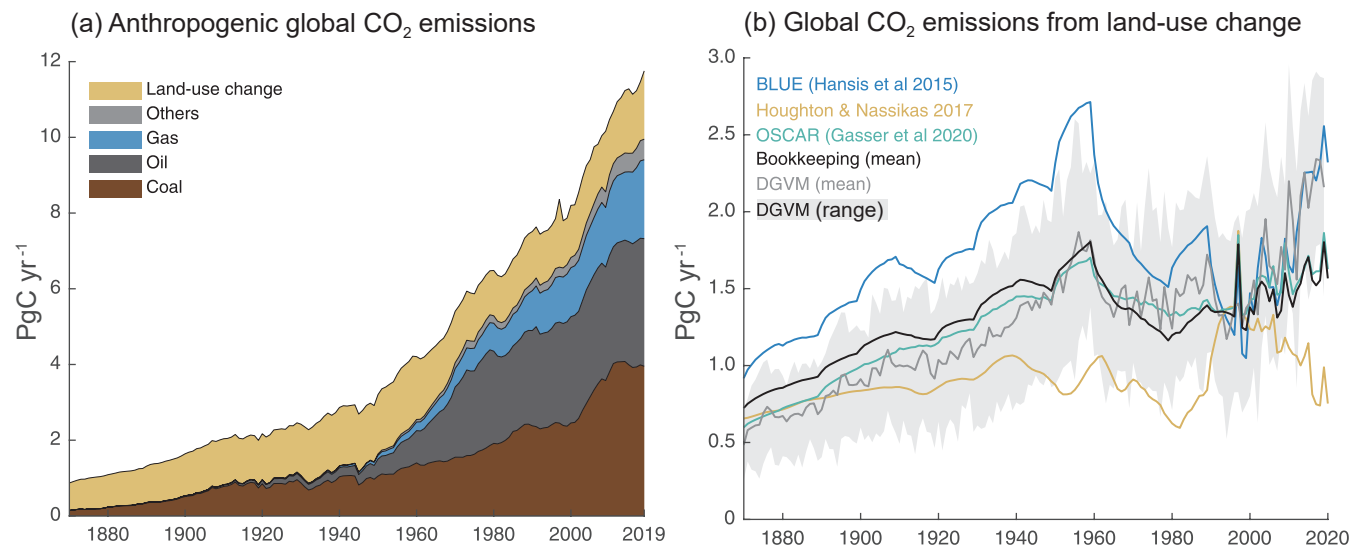 (a) Anthropogenic global CO₂ emissions
PgC yr⁻¹
12
10
8
6
4
2
0
Land-use change
Others
Gas
Oil
Coal
1880
1900
1920
1940
1960
1980
2000
2019
(b) Global CO₂ emissions from land-use change
PgC yr⁻¹
3.0
2.5
2.0
1.5
1.0
0.5
0
BLUE (Hansis et al 2015)
Houghton & Nassikas 2017
OSCAR (Gasser et al 2020)
Bookkeeping (mean)
DGVM (mean)
DGVM (range)
1880
1900
1920
1940
1960
1980
2000
2020